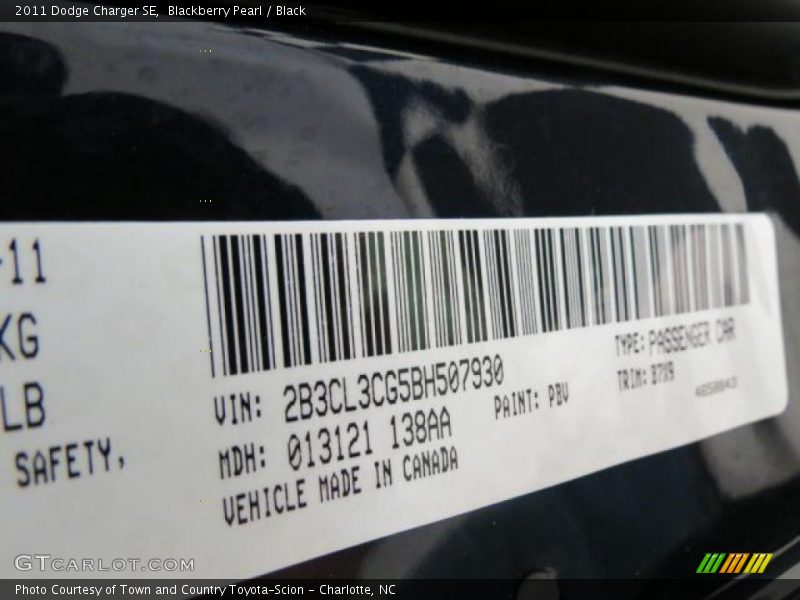 2011 Dodge Charger SE,  Blackberry Pearl / Black
-11
KG
LB
SAFETY,
VIN: 2B3CL3CG5BH507930
MDH: 013121 138AA
VEHICLE MADE IN CANADA
PAINT: PBV
TYPE: PASSENGER CAR
TRIM: B7X9
GTCARLOT.COM
Photo Courtesy of Town and Country Toyota-Scion - Charlotte, NC